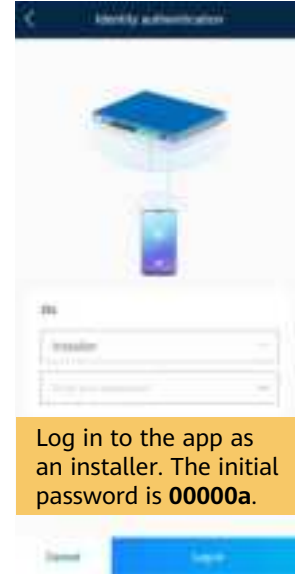 Identity authentication
Installer
Log in to the app as
an installer. The initial
password is 00000a.
Cancel
Log in